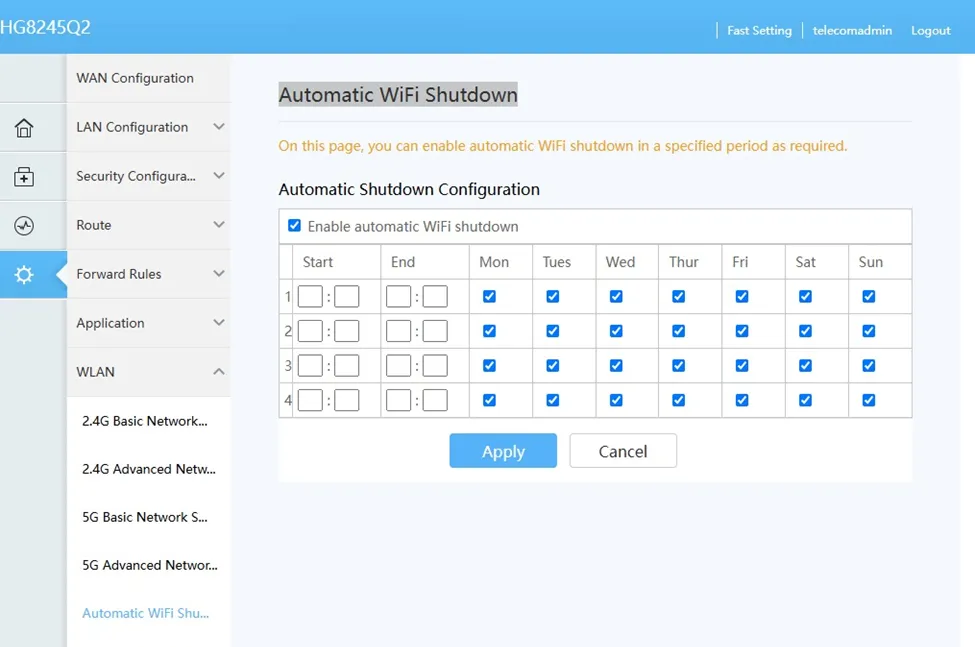 HG8245Q2
Fast Setting telecomadmin Logout
WAN Configuration
LAN Configuration
Security Configura...
Route
Forward Rules
Application
WLAN
2.4G Basic Network...
2.4G Advanced Netw...
5G Basic Network S...
5G Advanced Networ...
Automatic WiFi Shu...
Automatic WiFi Shutdown
On this page, you can enable automatic WiFi shutdown in a specified period as required.
Automatic Shutdown Configuration
Enable automatic WiFi shutdown
Start End Mon Tues Wed Thur Fri Sat Sun
1 : :
2 : :
3 : :
4 : :
Apply Cancel